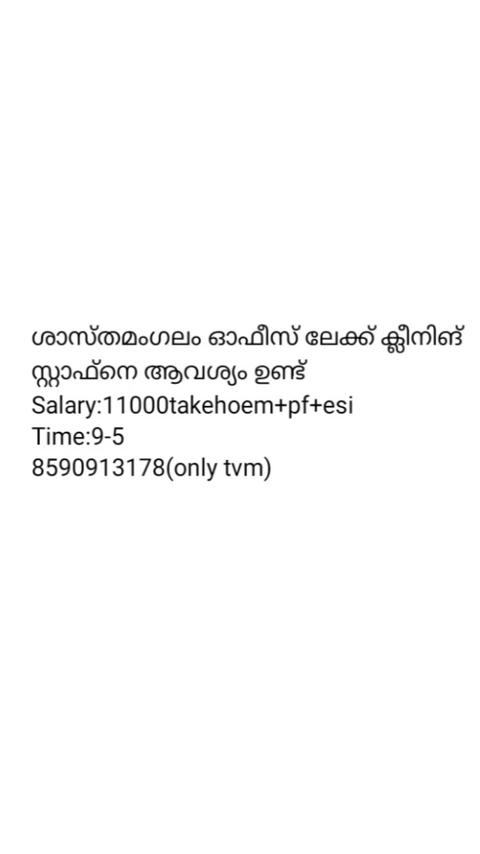 ശാസ്തമംഗലം ഓഫീസ് ലേക്ക് ക്ലീനിങ്
സ്റ്റാഫ്നെ ആവശ്യം ഉണ്ട്
Salary:11000takehoem+pf+esi
Time:9-5
8590913178(only tvm)